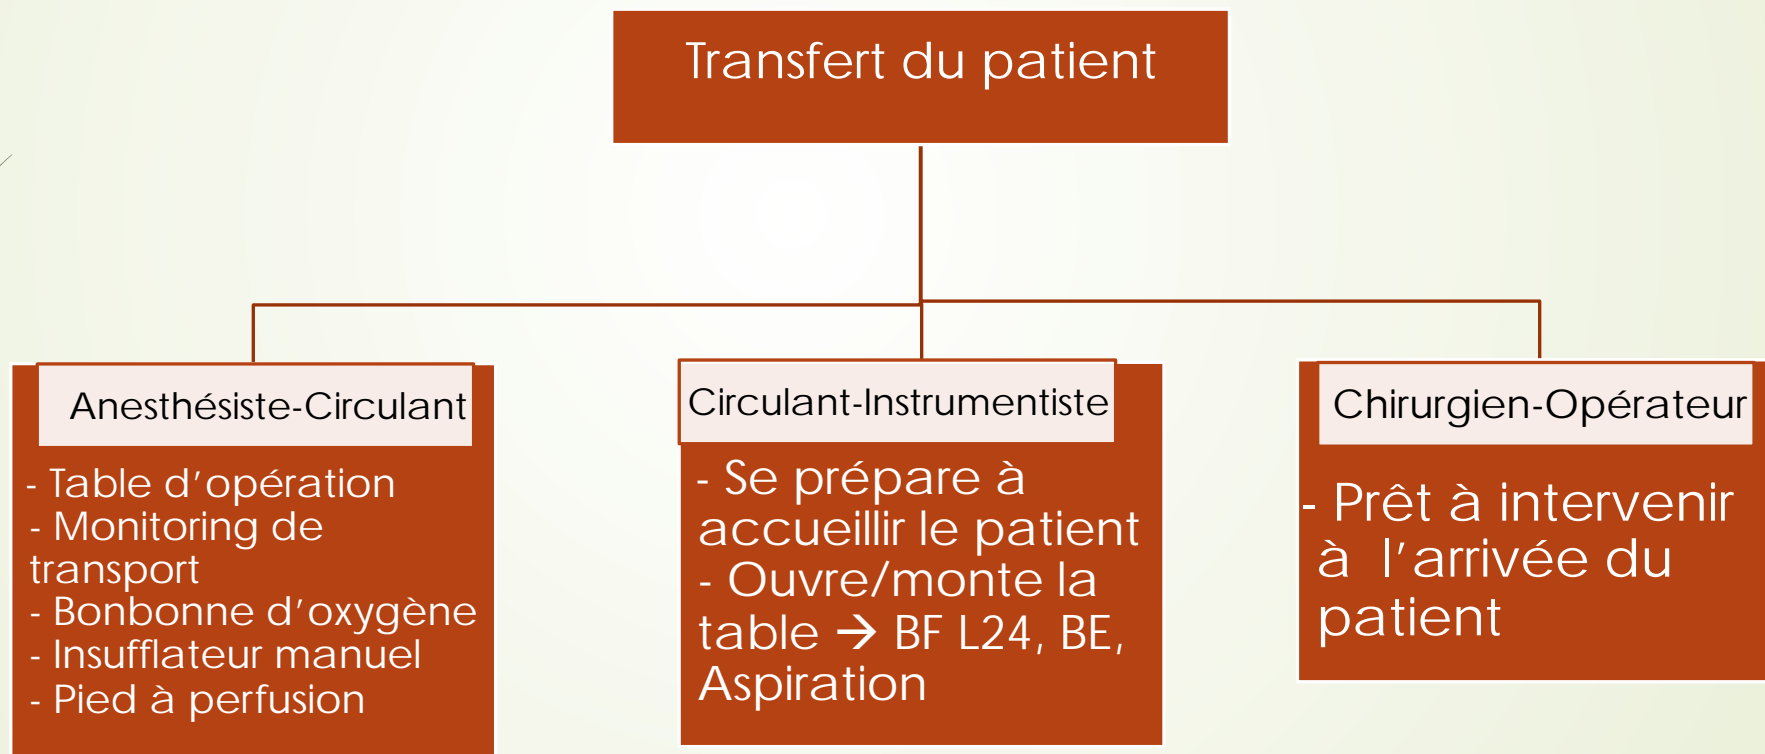 Transfert du patient
Anesthésiste-Circulant
- Table d’opération
- Monitoring de
transport
- Bonbonne d’oxygène
- Insufflateur manuel
- Pied à perfusion
Circulant-Instrumentiste
- Se prépare à
accueillir le patient
- Ouvre/monte la
table → BF L24, BE,
Aspiration
Chirurgien-Opérateur
- Prêt à intervenir
à l’arrivée du
patient